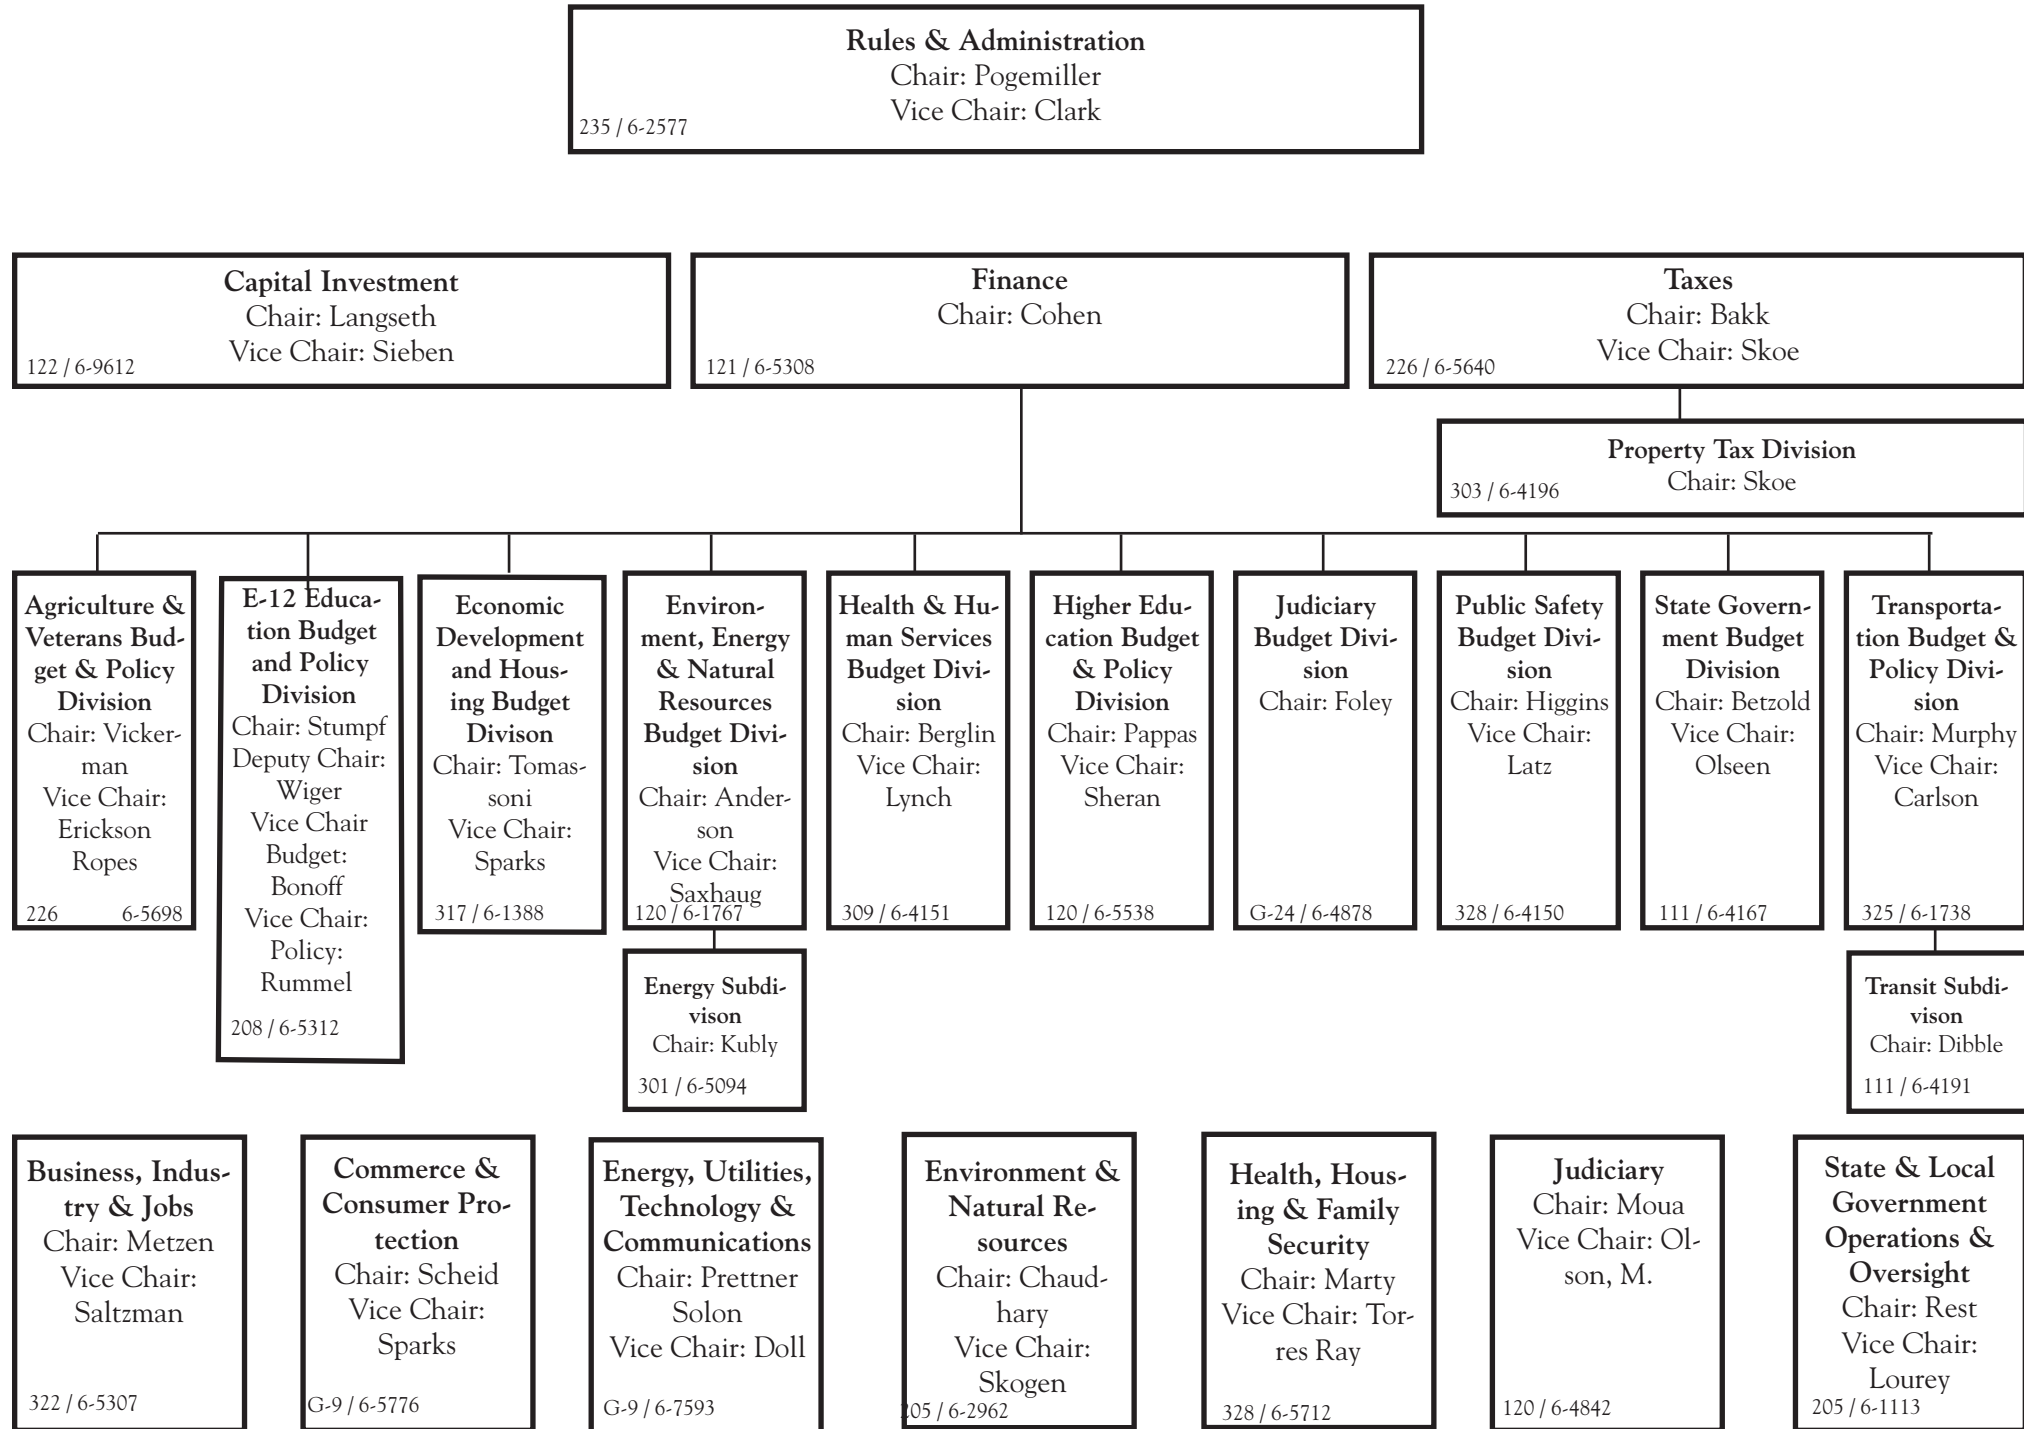 Rules & Administration
Chair: Pogemiller
Vice Chair: Clark
235 / 6-2577
Capital Investment
Chair: Langseth
Vice Chair: Sieben
122 / 6-9612
Finance
Chair: Cohen
121 / 6-5308
Taxes
Chair: Bakk
Vice Chair: Skoe
226 / 6-5640
Property Tax Division
Chair: Skoe
303 / 6-4196
Agriculture &
Veterans Bud-
get & Policy
Division
Chair: Vicker-
man
Vice Chair:
Erickson
Ropes
226 6-5698
E-12 Educa-
tion Budget
and Policy
Division
Chair: Stumpf
Deputy Chair:
Wiger
Vice Chair
Budget:
Bonoff
Vice Chair:
Policy:
Rummel
208 / 6-5312
Economic
Development
and Hous-
ing Budget
Divison
Chair: Tomas-
soni
Vice Chair:
Sparks
317 / 6-1388
Environ-
ment, Energy
& Natural
Resources
Budget Divi-
sion
Chair: Ander-
son
Vice Chair:
Saxhaug
120 / 6-1767
Health & Hu-
man Services
Budget Divi-
sion
Chair: Berglin
Vice Chair:
Lynch
309 / 6-4151
Higher Edu-
cation Budget
& Policy
Division
Chair: Pappas
Vice Chair:
Sheran
120 / 6-5538
Judiciary
Budget Divi-
sion
Chair: Foley
G-24 / 6-4878
Public Safety
Budget Divi-
sion
Chair: Higgins
Vice Chair:
Latz
328 / 6-4150
State Govern-
ment Budget
Division
Chair: Betzold
Vice Chair:
Olseen
111 / 6-4167
Transporta-
tion Budget &
Policy Divi-
sion
Chair: Murphy
Vice Chair:
Carlson
325 / 6-1738
Energy Subdi-
vison
Chair: Kubly
301 / 6-5094
Transit Subdi-
vison
Chair: Dibble
111 / 6-4191
Business, Indus-
try & Jobs
Chair: Metzen
Vice Chair:
Saltzman
322 / 6-5307
Commerce &
Consumer Pro-
tection
Chair: Scheid
Vice Chair:
Sparks
G-9 / 6-5776
Energy, Utilities,
Technology &
Communications
Chair: Prettner
Solon
Vice Chair: Doll
G-9 / 6-7593
Environment &
Natural Re-
sources
Chair: Chaud-
hary
Vice Chair:
Skogen
205 / 6-2962
Health, Hous-
ing & Family
Security
Chair: Marty
Vice Chair: Tor-
res Ray
328 / 6-5712
Judiciary
Chair: Moua
Vice Chair: Ol-
son, M.
120 / 6-4842
State & Local
Government
Operations &
Oversight
Chair: Rest
Vice Chair:
Lourey
205 / 6-1113